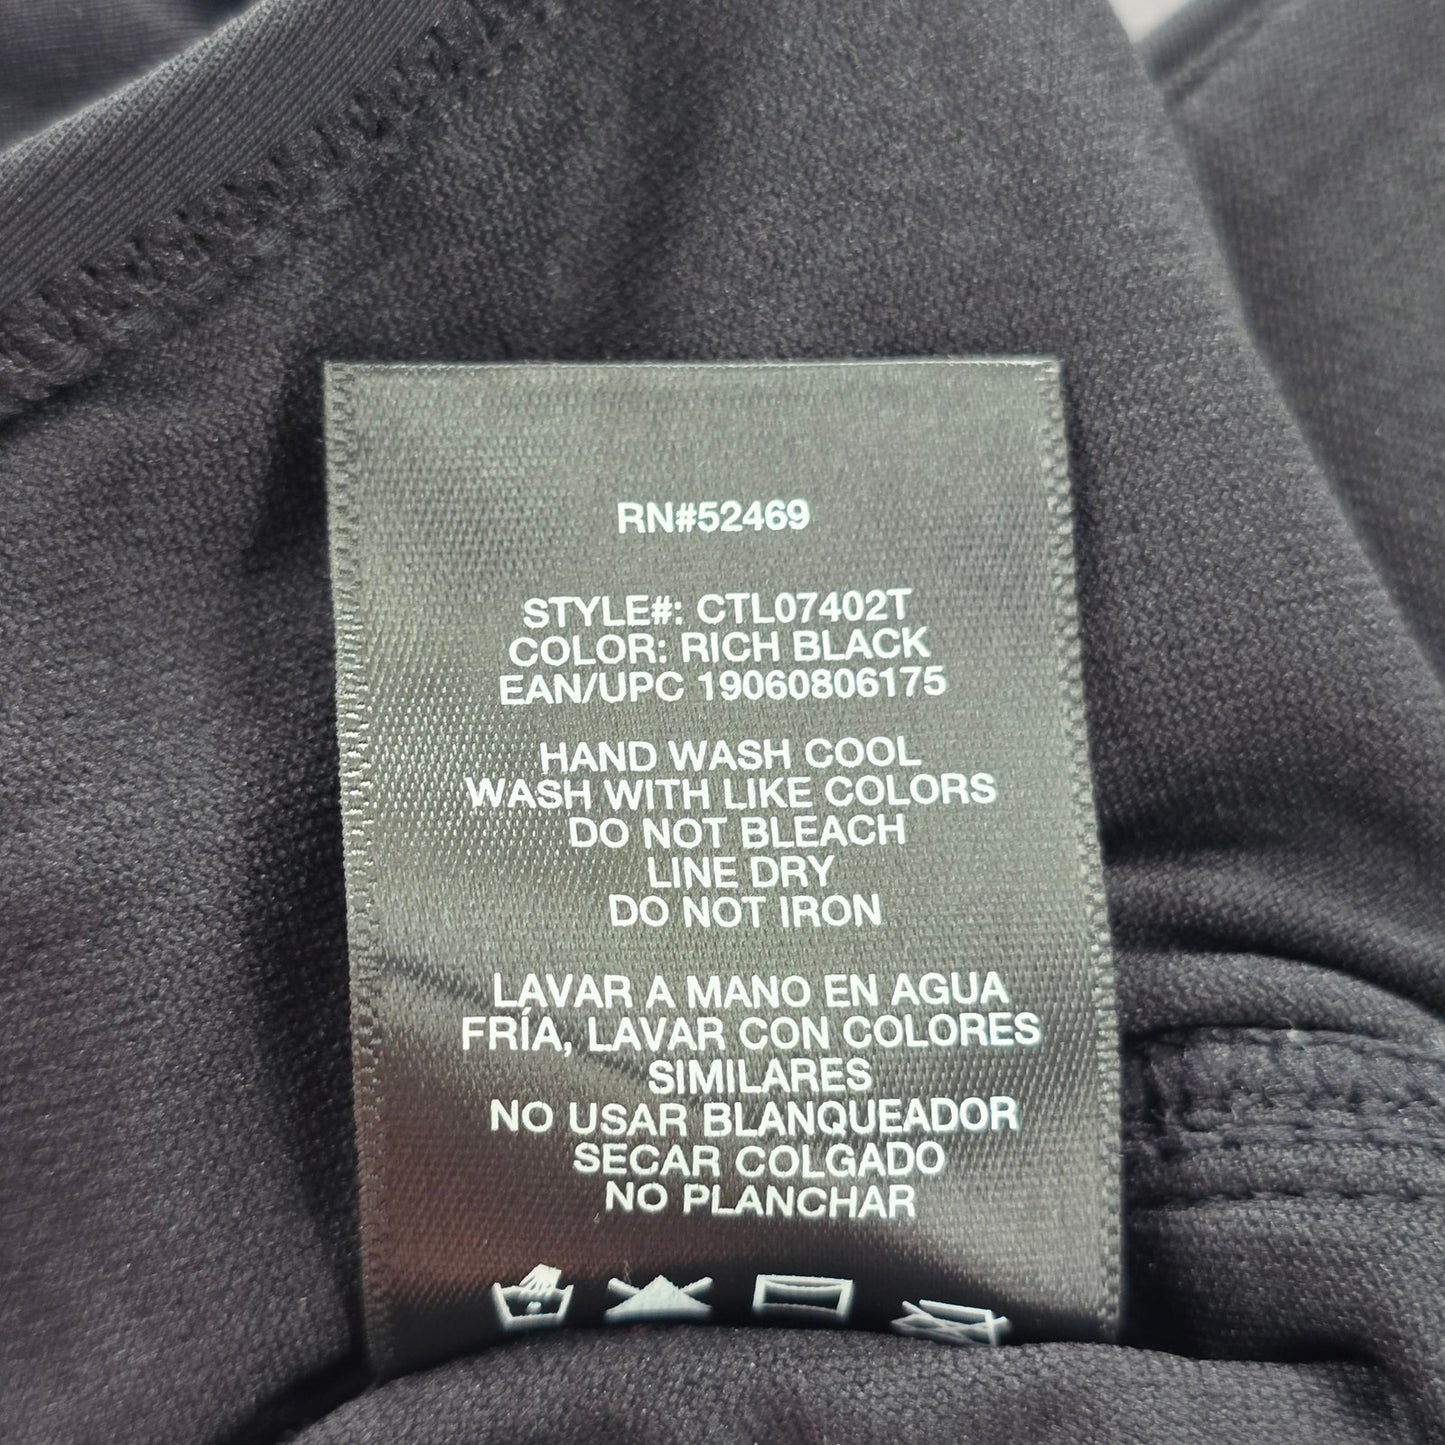 RN#52469
STYLE#: CTL07402T
COLOR: RICH BLACK
EAN/UPC 19060806175
HAND WASH COOL
WASH WITH LIKE COLORS
DO NOT BLEACH
LINE DRY
DO NOT IRON
LAVAR A MANO EN AGUA
FRÍA, LAVAR CON COLORES
SIMILARES
NO USAR BLANQUEADOR
SECAR COLGADO
NO PLANCHAR